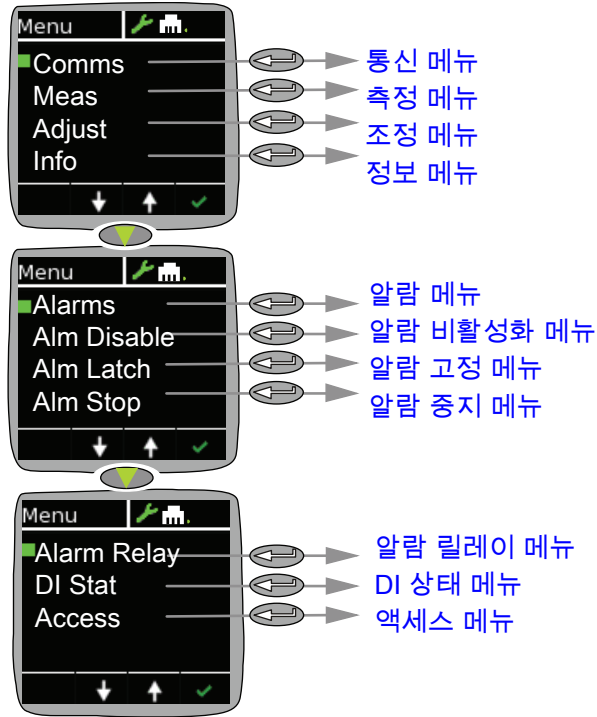 Menu
Comms 통신 메뉴
Meas 측정 메뉴
Adjust 조정 메뉴
Info 정보 메뉴
Menu
Alarms 알람 메뉴
Alm Disable 알람 비활성화 메뉴
Alm Latch 알람 고정 메뉴
Alm Stop 알람 중지 메뉴
Menu
Alarm Relay 알람 릴레이 메뉴
DI Stat DI 상태 메뉴
Access 액세스 메뉴